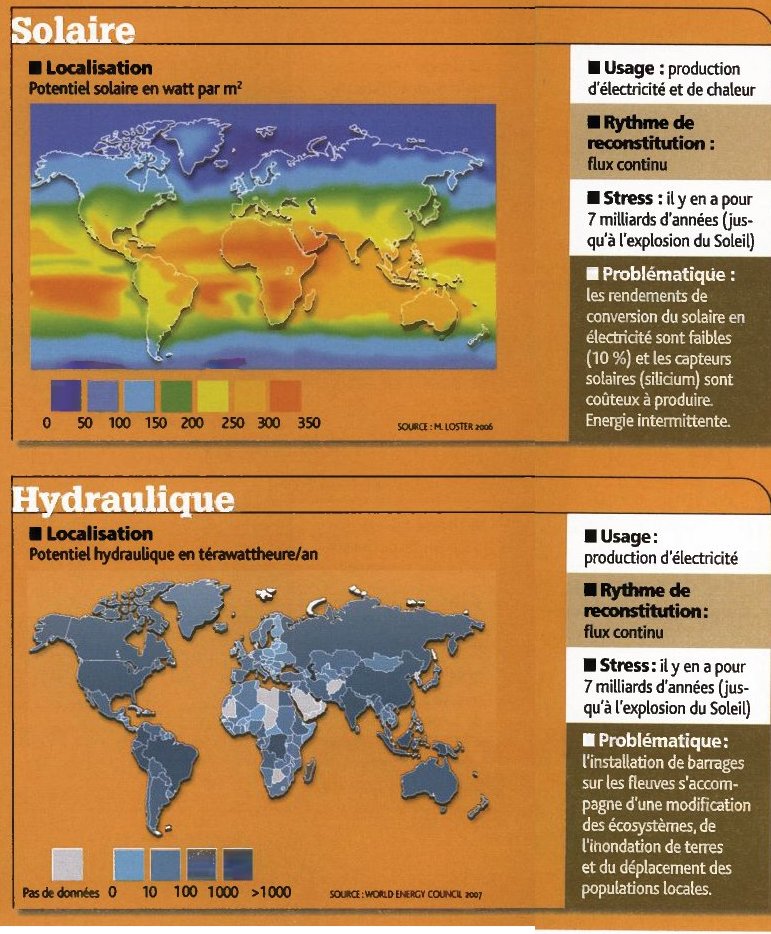 Solaire
■ Localisation
Potentiel solaire en watt par m²
0 50 100 150 200 250 300 350
SOURCE : M. LOSTER 2006
■ Usage : production
d'électricité et de chaleur
■ Rythme de
reconstitution :
flux continu
■ Stress : il y en a pour
7 milliards d'années (jus-
qu'à l'explosion du Soleil)
■ Problématique :
les rendements de
conversion du solaire en
électricité sont faibles
(10 %) et les capteurs
solaires (silicium) sont
coûteux à produire.
Energie intermittente.
Hydraulique
■ Localisation
Potentiel hydraulique en térawattheure/an
Pas de données 0 10 100 1000 >1000
SOURCE : WORLD ENERGY COUNCIL 2007
■ Usage :
production d'électricité
■ Rythme de
reconstitution :
flux continu
■ Stress : il y en a pour
7 milliards d'années (jus-
qu'à l'explosion du Soleil)
■ Problématique :
l'installation de barrages
sur les fleuves s'accom-
pagne d'une modification
des écosystèmes, de
l'inondation de terres
et du déplacement des
populations locales.